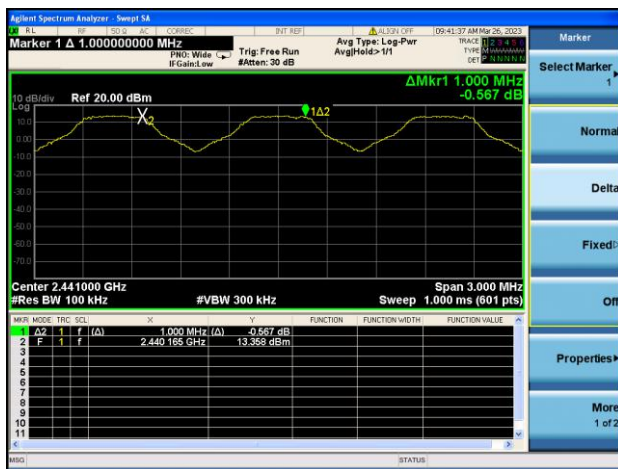 Agilent Spectrum Analyzer - Swept SA
RL RF 50 Ω AC CORREC INT REF ALIGN OFF 09:41:37 AM Mar 26, 2023
Marker 1 Δ 1.000000000 MHz
PNO: Wide
IFGain:Low
Trig: Free Run
#Atten: 30 dB
Avg Type: Log-Pwr
Avg|Hold:>1/1
TRACE 1 2 3 4 5 6
TYPE MWWWWW
DET P NNNNN
ΔMkr1 1.000 MHz
-0.567 dB
10 dB/div Ref 20.00 dBm
Log
10.0
0.00
-10.0
-20.0
-30.0
-40.0
-50.0
-60.0
-70.0
X2
1Δ2
Center 2.441000 GHz Span 3.000 MHz
#Res BW 100 kHz #VBW 300 kHz Sweep 1.000 ms (601 pts)
MKR MODE TRC SCL X Y FUNCTION FUNCTION WIDTH FUNCTION VALUE
1 Δ2 1 f (Δ) 1.000 MHz (Δ) -0.567 dB
2 F 1 f 2.440 165 GHz 13.358 dBm
3
4
5
6
7
8
9
10
11
MSG STATUS
Marker
Select Marker
1
Normal
Delta
Fixed
Off
Properties
More
1 of 2